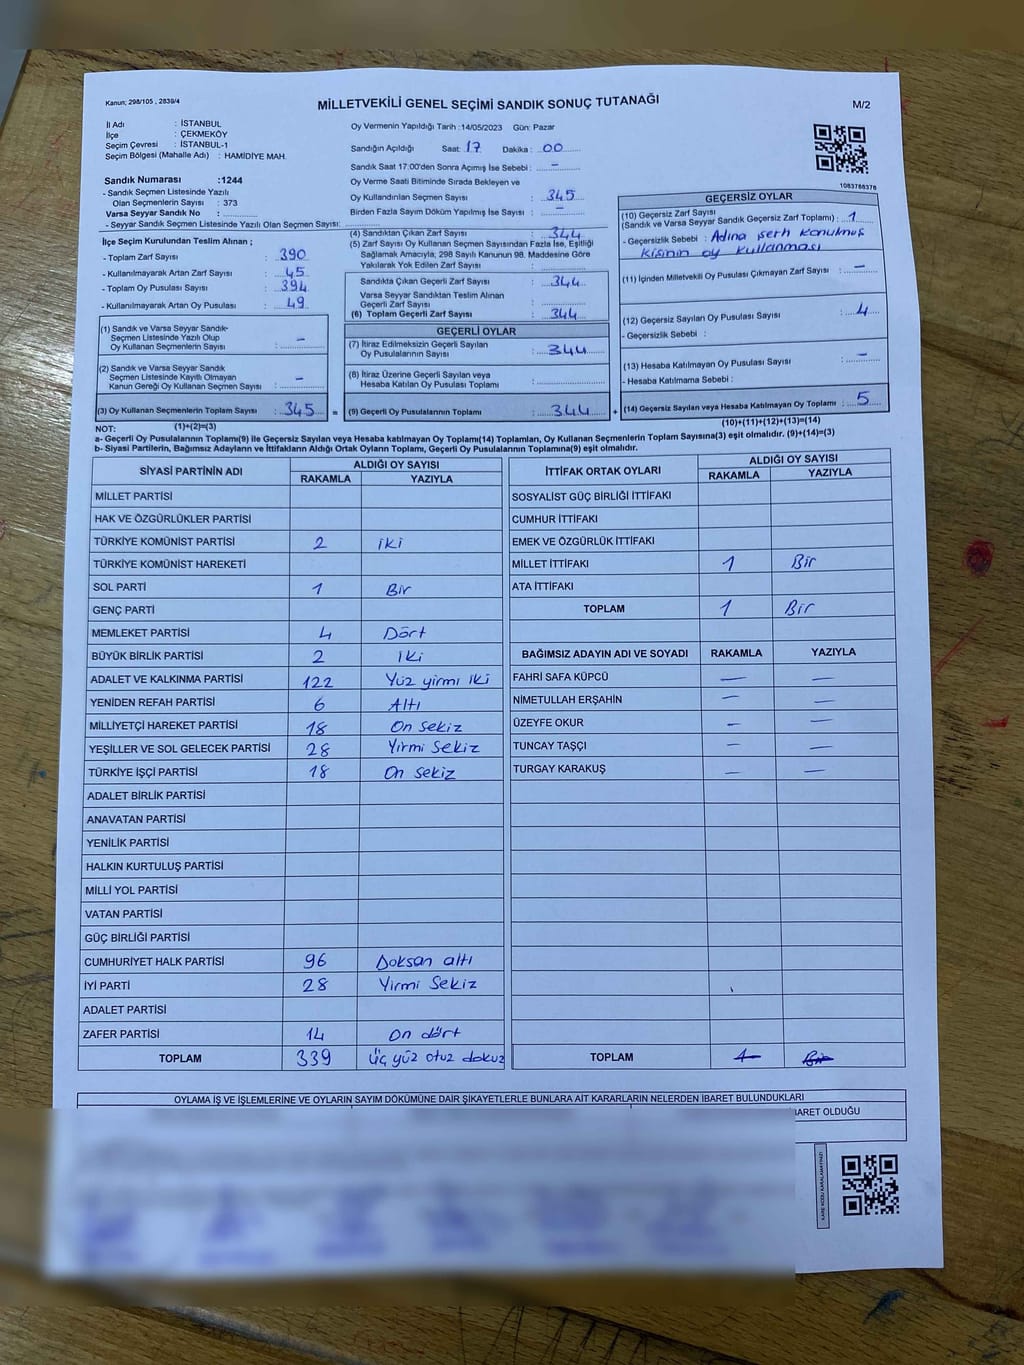 Kanun; 298/105 , 2839/4
MİLLETVEKİLİ GENEL SEÇİMİ SANDIK SONUÇ TUTANAĞI
M/2
İl Adı : İSTANBUL
İlçe : ÇEKMEKÖY
Seçim Çevresi : İSTANBUL-1
Seçim Bölgesi (Mahalle Adı) : HAMİDİYE MAH.
Sandık Numarası :1244
- Sandık Seçmen Listesinde Yazılı
Olan Seçmenlerin Sayısı : 373
Varsa Seyyar Sandık No :
- Seyyar Sandık Seçmen Listesinde Yazılı Olan Seçmen Sayısı:
İlçe Seçim Kurulundan Teslim Alınan ;
- Toplam Zarf Sayısı : 390
- Kullanılmayarak Artan Zarf Sayısı : 45
- Toplam Oy Pusulası Sayısı : 394
- Kullanılmayarak Artan Oy Pusulası : 49
(1) Sandık ve Varsa Seyyar Sandık-
Seçmen Listesinde Yazılı Olup
Oy Kullanan Seçmenlerin Sayısı : -
(2) Sandık ve Varsa Seyyar Sandık
Seçmen Listesinde Kayıtlı Olmayan
Kanun Gereği Oy Kullanan Seçmen Sayısı : -
(3) Oy Kullanan Seçmenlerin Toplam Sayısı : 345 =
(1)+(2)=(3)
Oy Vermenin Yapıldığı Tarih :14/05/2023 Gün: Pazar
Sandığın Açıldığı Saat: 17 Dakika : 00
Sandık Saat 17:00'den Sonra Açımış İse Sebebi : -
Oy Verme Saati Bitiminde Sırada Bekleyen ve
Oy Kullandırılan Seçmen Sayısı : 345
Birden Fazla Sayım Döküm Yapılmış İse Sayısı : -
(4) Sandıktan Çıkan Zarf Sayısı : 344
(5) Zarf Sayısı Oy Kullanan Seçmen Sayısından Fazla İse, Eşitliği
Sağlamak Amacıyla; 298 Sayılı Kanunun 98. Maddesine Göre
Yakılarak Yok Edilen Zarf Sayısı :
Sandıkta Çıkan Geçerli Zarf Sayısı : 344
Varsa Seyyar Sandıktan Teslim Alınan
Geçerli Zarf Sayısı :
(6) Toplam Geçerli Zarf Sayısı : 344
GEÇERLİ OYLAR
(7) İtiraz Edilmeksizin Geçerli Sayılan
Oy Pusulalarının Sayısı : 344
(8) İtiraz Üzerine Geçerli Sayılan veya
Hesaba Katılan Oy Pusulası Toplamı :
(9) Geçerli Oy Pusulalarının Toplamı : 344 +
1083788376
GEÇERSİZ OYLAR
(10) Geçersiz Zarf Sayısı
(Sandık ve Varsa Seyyar Sandık Geçersiz Zarf Toplamı) : 1
- Geçersizlik Sebebi : Adına şerh konulmuş
kişinin oy kullanması
(11) İçinden Milletvekili Oy Pusulası Çıkmayan Zarf Sayısı : -
(12) Geçersiz Sayılan Oy Pusulası Sayısı : 4
- Geçersizlik Sebebi :
(13) Hesaba Katılmayan Oy Pusulası Sayısı : -
- Hesaba Katılmama Sebebi :
(14) Geçersiz Sayılan veya Hesaba Katılmayan Oy Toplamı : 5
(10)+(11)+(12)+(13)=(14)
NOT:
a- Geçerli Oy Pusulalarının Toplamı(9) ile Geçersiz Sayılan veya Hesaba katılmayan Oy Toplamı(14) Toplamları, Oy Kullanan Seçmenlerin Toplam Sayısına(3) eşit olmalıdır. (9)+(14)=(3)
b- Siyasi Partilerin, Bağımsız Adayların ve İttifakların Aldığı Ortak Oyların Toplamı, Geçerli Oy Pusulalarının Toplamına(9) eşit olmalıdır.
SİYASİ PARTİNİN ADI ALDIĞI OY SAYISI
RAKAMLA YAZIYLA
MİLLET PARTİSİ
HAK VE ÖZGÜRLÜKLER PARTİSİ
TÜRKİYE KOMÜNİST PARTİSİ 2 iki
TÜRKİYE KOMÜNİST HAREKETİ
SOL PARTİ 1 Bir
GENÇ PARTİ
MEMLEKET PARTİSİ 4 Dört
BÜYÜK BİRLİK PARTİSİ 2 iki
ADALET VE KALKINMA PARTİSİ 122 Yüz yirmi iki
YENİDEN REFAH PARTİSİ 6 Altı
MİLLİYETÇİ HAREKET PARTİSİ 18 On sekiz
YEŞİLLER VE SOL GELECEK PARTİSİ 28 Yirmi sekiz
TÜRKİYE İŞÇİ PARTİSİ 18 On sekiz
ADALET BİRLİK PARTİSİ
ANAVATAN PARTİSİ
YENİLİK PARTİSİ
HALKIN KURTULUŞ PARTİSİ
MİLLİ YOL PARTİSİ
VATAN PARTİSİ
GÜÇ BİRLİĞİ PARTİSİ
CUMHURİYET HALK PARTİSİ 96 Doksan altı
İYİ PARTİ 28 Yirmi Sekiz
ADALET PARTİSİ
ZAFER PARTİSİ 14 On dört
TOPLAM 339 üç yüz otuz dokuz
İTTİFAK ORTAK OYLARI ALDIĞI OY SAYISI
RAKAMLA YAZIYLA
SOSYALİST GÜÇ BİRLİĞİ İTTİFAKI
CUMHUR İTTİFAKI
EMEK VE ÖZGÜRLÜK İTTİFAKI
MİLLET İTTİFAKI 1 Bir
ATA İTTİFAKI
TOPLAM 1 Bir
BAĞIMSIZ ADAYIN ADI VE SOYADI RAKAMLA YAZIYLA
FAHRİ SAFA KÜPCÜ - -
NİMETULLAH ERŞAHİN - -
ÜZEYFE OKUR - -
TUNCAY TAŞÇI - -
TURGAY KARAKUŞ - -
TOPLAM 1 Bir
OYLAMA İŞ VE İŞLEMLERİNE VE OYLARIN SAYIM DÖKÜMÜNE DAİR ŞİKAYETLERLE BUNLARA AİT KARARLARIN NELERDEN İBARET BULUNDUKLARI
İBARET OLDUĞU